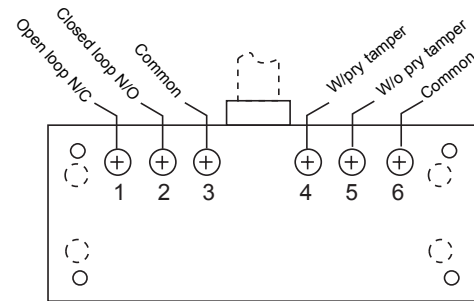 Open loop N/C
Closed loop N/O
Common
W/pry tamper
W/o pry tamper
Common
1 2 3 4 5 6